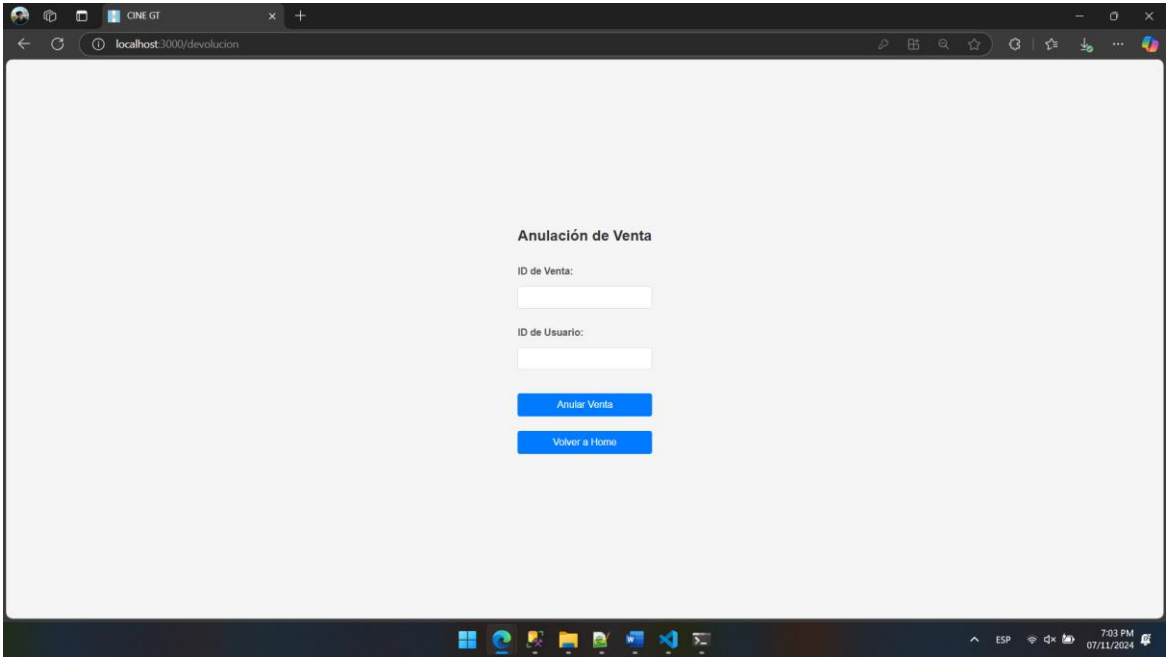 CINE GT
localhost:3000/devolucion
Anulación de Venta
ID de Venta:
ID de Usuario:
Anular Venta
Volver a Home
ESP
7:03 PM
07/11/2024